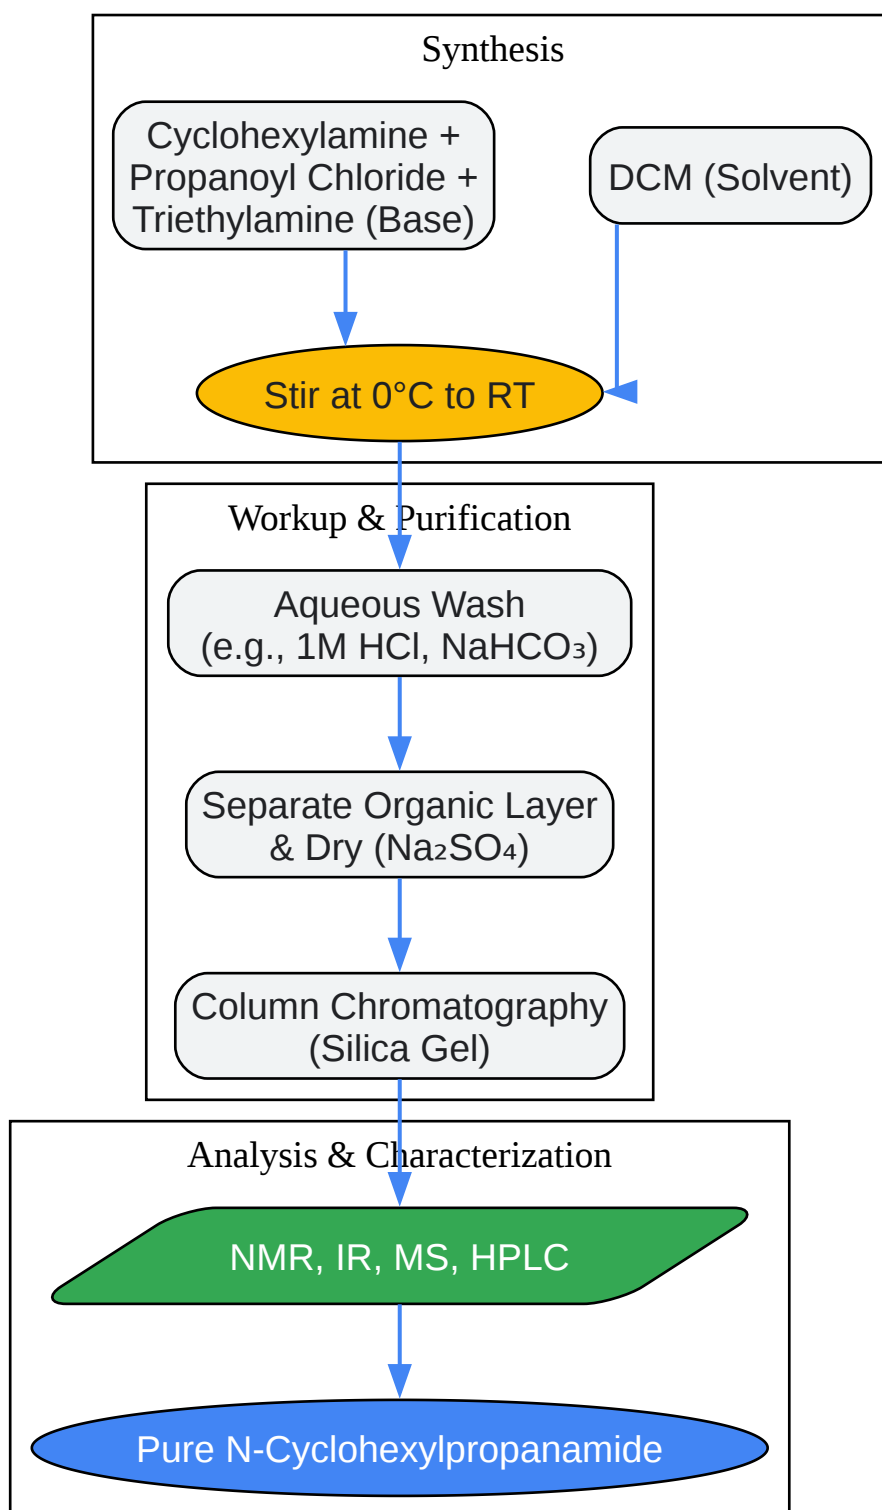 Synthesis
Cyclohexylamine +
Propanoyl Chloride +
Triethylamine (Base)
DCM (Solvent)
Stir at 0°C to RT
Workup & Purification
Aqueous Wash
(e.g., 1M HCl, NaHCO₃)
Separate Organic Layer
& Dry (Na₂SO₄)
Column Chromatography
(Silica Gel)
Analysis & Characterization
NMR, IR, MS, HPLC
Pure N-Cyclohexylpropanamide